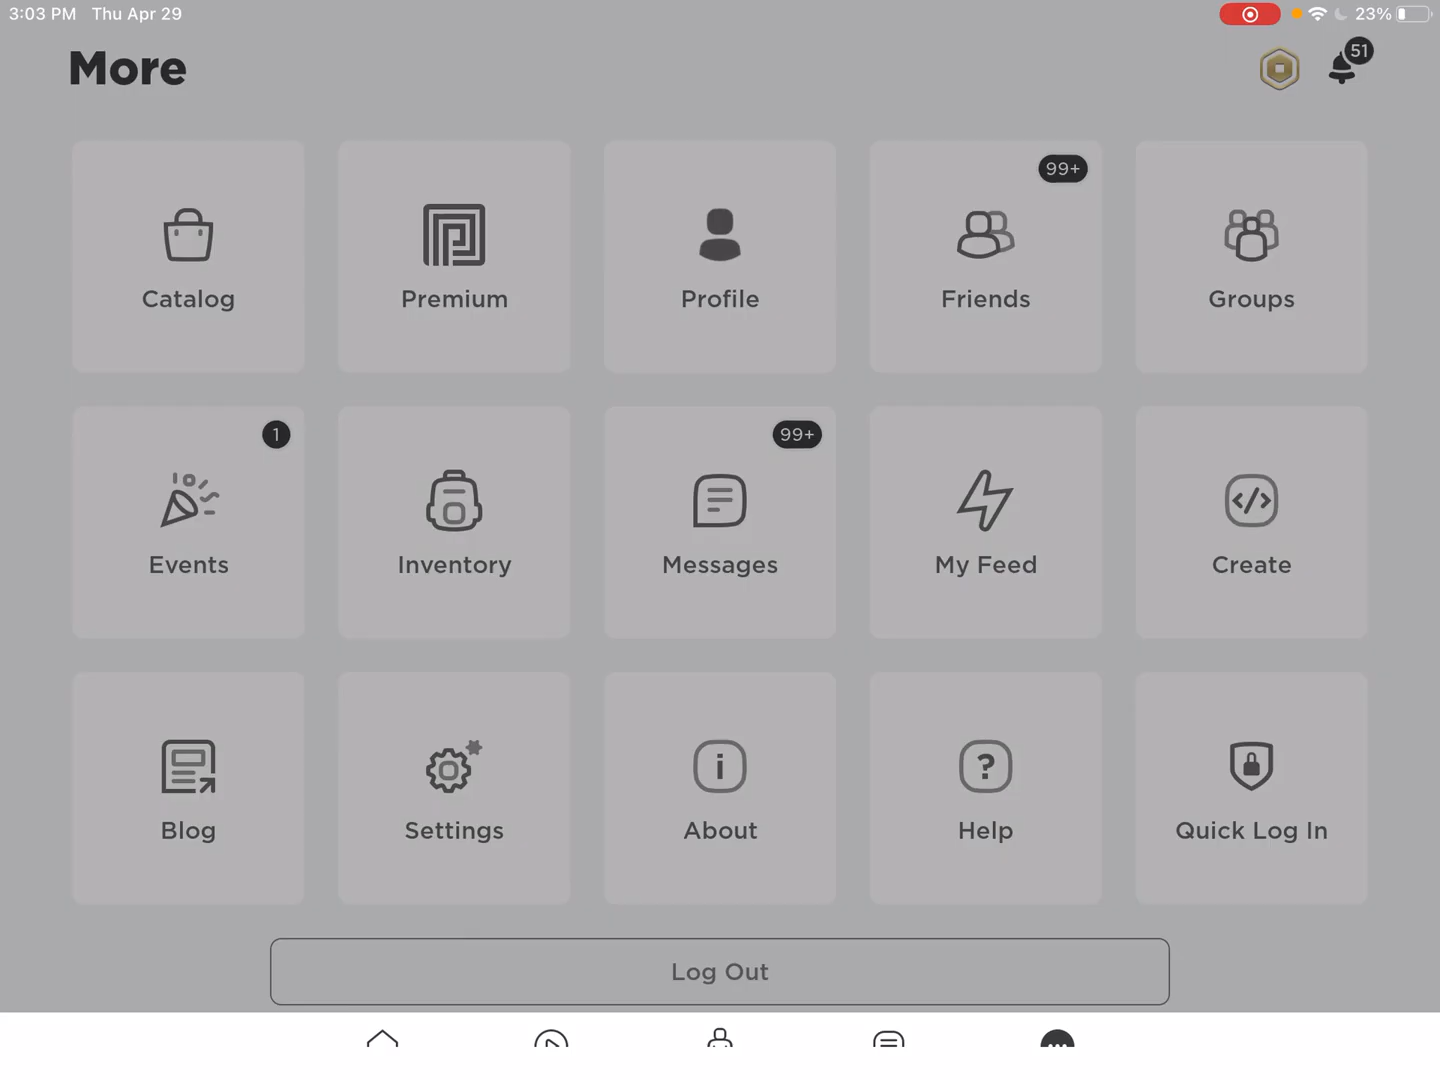 3:03 PM Thu Apr 29
23%
More
51
99+
Catalog Premium Profile Friends Groups
1
99+
Events Inventory Messages My Feed Create
Blog Settings About Help Quick Log In
Log Out